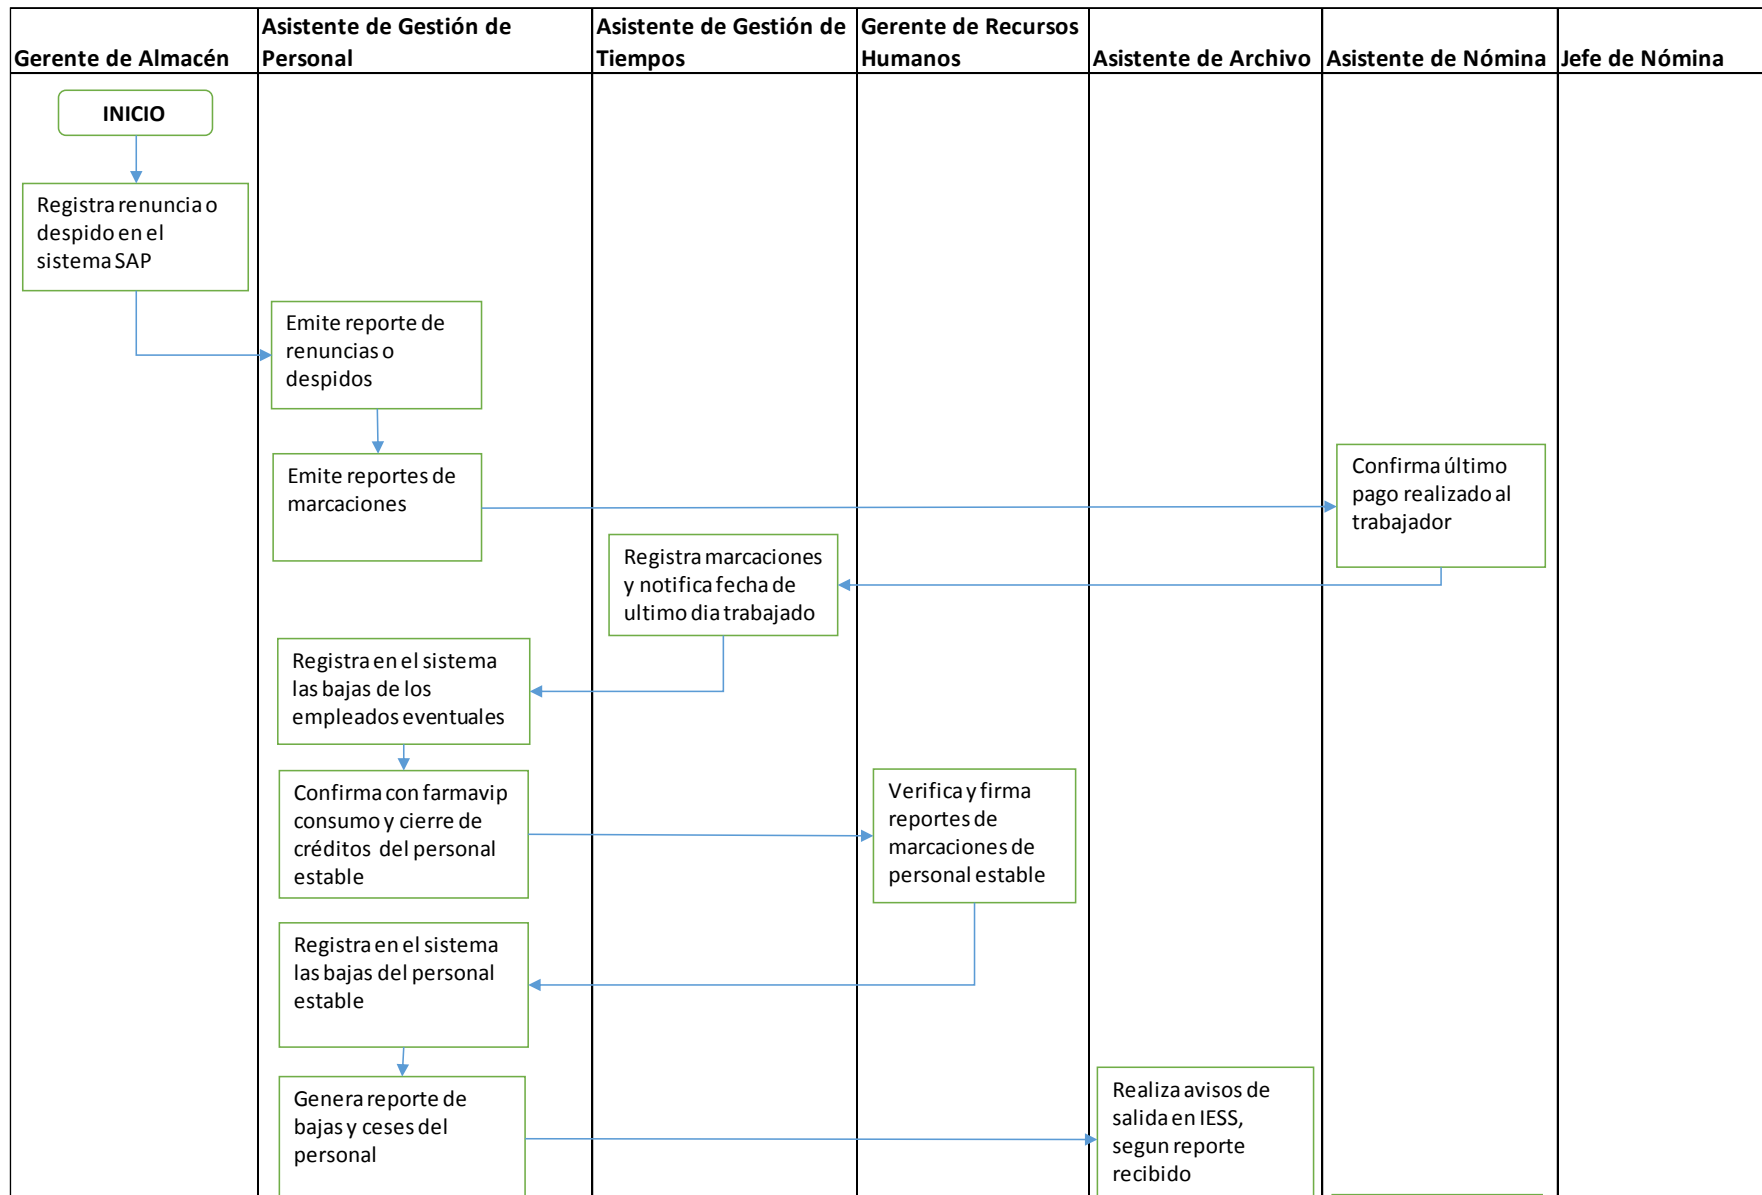 Gerente de Almacén
Asistente de Gestión de
Personal
Asistente de Gestión de
Tiempos
Gerente de Recursos
Humanos
Asistente de Archivo
Asistente de Nómina
Jefe de Nómina
INICIO
Registra renuncia o
despido en el
sistema SAP
Emite reporte de
renuncias o
despidos
Emite reportes de
marcaciones
Confirma último
pago realizado al
trabajador
Registra marcaciones
y notifica fecha de
ultimo dia trabajado
Registra en el sistema
las bajas de los
empleados eventuales
Confirma con farmavip
consumo y cierre de
créditos del personal
estable
Verifica y firma
reportes de
marcaciones de
personal estable
Registra en el sistema
las bajas del personal
estable
Genera reporte de
bajas y ceses del
personal
Realiza avisos de
salida en IESS,
segun reporte
recibido